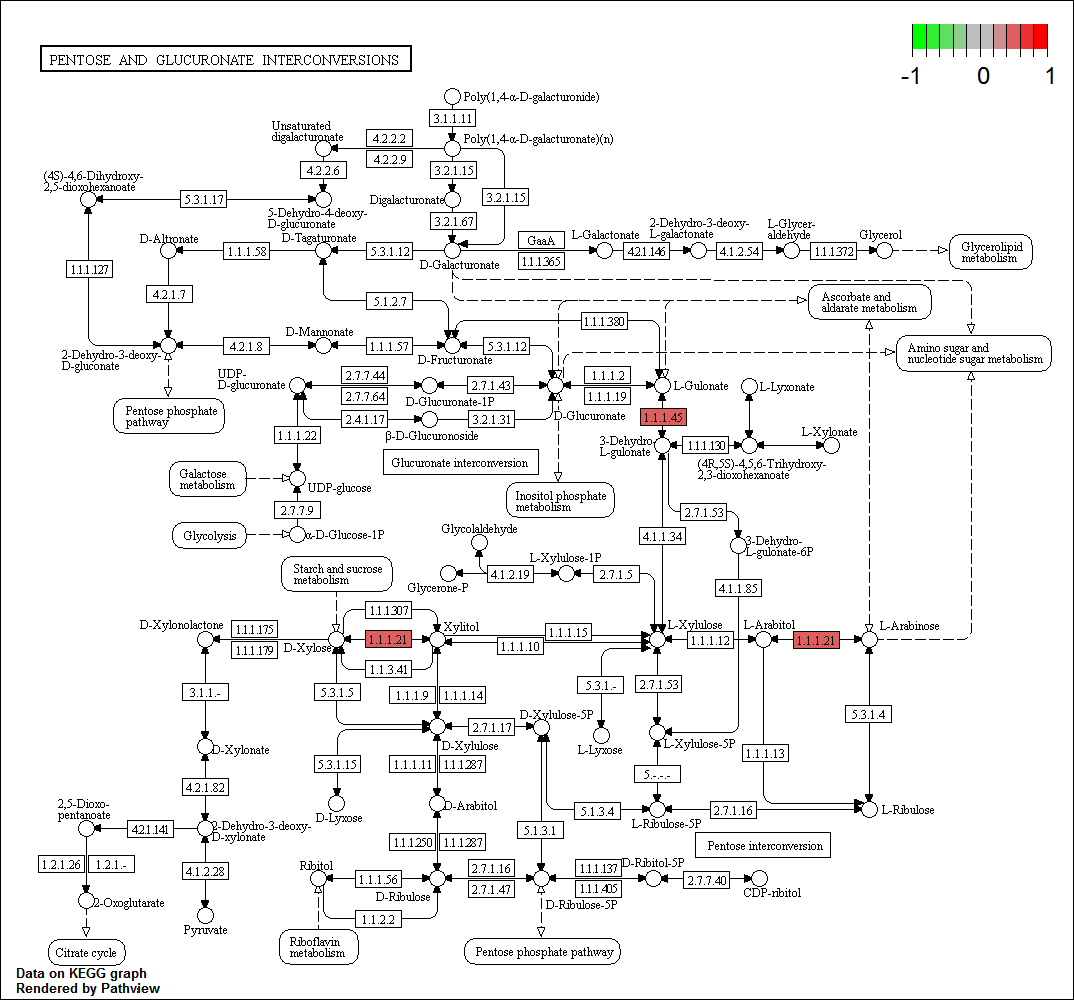 PENTOSE AND GLUCURONATE INTERCONVERSIONS
-1 0 1
Poly(1,4-α-D-galacturonide)
3.1.1.11
Unsaturated
digalacturonate
4.2.2.2
4.2.2.9
Poly(1,4-α-D-galacturonate)(n)
4.2.2.6
3.2.1.15
(4S)-4,6-Dihydroxy-
2,5-dioxohexanoate
5.3.1.17
Digalacturonate
3.2.1.15
5-Dehydro-4-deoxy-
D-glucuronate
3.2.1.67
D-Altronate
1.1.1.58
D-Tagaturonate
5.3.1.12
D-Galacturonate
GaaA
1.1.1365
L-Galactonate
4.2.1.146
2-Dehydro-3-deoxy-
L-galactonate
4.1.2.54
L-Glycer-
aldehyde
1.1.1.372
Glycerol
Glycerolipid
metabolism
1.1.1.127
4.2.1.7
5.1.2.7
Ascorbate and
aldarate metabolism
1.1.1.380
2-Dehydro-3-deoxy-
D-gluconate
4.2.1.8
D-Mannonate
1.1.1.57
D-Fructuronate
5.3.1.12
Amino sugar and
nucleotide sugar metabolism
UDP-
D-glucuronate
2.7.7.44
2.7.7.64
D-Glucuronate-1P
2.7.1.43
1.1.1.2
1.1.1.19
L-Gulonate
L-Lyxonate
Pentose phosphate
pathway
2.4.1.17
β-D-Glucuronoside
3.2.1.31
D-Glucuronate
1.1.1.45
1.1.1.22
3-Dehydro-
L-gulonate
1.1.1.130
L-Xylonate
(4R,5S)-4,5,6-Trihydroxy-
2,3-dioxohexanoate
Glucuronate interconversion
Galactose
metabolism
UDP-glucose
Inositol phosphate
metabolism
2.7.7.9
2.7.1.53
Glycolysis
α-D-Glucose-1P
Glycolaldehyde
4.1.1.34
3-Dehydro-
L-gulonate-6P
Starch and sucrose
metabolism
Glycerone-P
4.1.2.19
L-Xylulose-1P
2.7.1.5
4.1.1.85
D-Xylonolactone
1.1.1.175
1.1.1.179
D-Xylose
1.1.1307
1.1.1.21
1.1.3.41
Xylitol
1.1.1.15
1.1.1.10
L-Xylulose
1.1.1.12
L-Arabitol
1.1.1.21
L-Arabinose
3.1.1.-
5.3.1.5
1.1.1.9
1.1.1.14
5.3.1.-
2.7.1.53
D-Xylulose
2.7.1.17
D-Xylulose-5P
5.3.1.4
D-Xylonate
5.3.1.15
1.1.1.11
1.1.1287
L-Lyxose
L-Xylulose-5P
1.1.1.13
5.-.-.-
4.2.1.82
D-Lyxose
D-Arabitol
5.1.3.4
L-Ribulose-5P
2.7.1.16
L-Ribulose
2,5-Dioxo-
pentanoate
4.2.1.141
2-Dehydro-3-deoxy-
D-xylonate
1.1.1250
1.1.1287
5.1.3.1
Pentose interconversion
1.2.1.26
1.2.1.-
4.1.2.28
Ribitol
1.1.1.56
D-Ribulose
2.7.1.16
2.7.1.47
D-Ribulose-5P
1.1.1.137
1.1.1.405
D-Ribitol-5P
2.7.7.40
CDP-ribitol
2-Oxoglutarate
Pyruvate
1.1.2.2
Citrate cycle
Riboflavin
metabolism
Pentose phosphate pathway
Data on KEGG graph
Rendered by Pathview